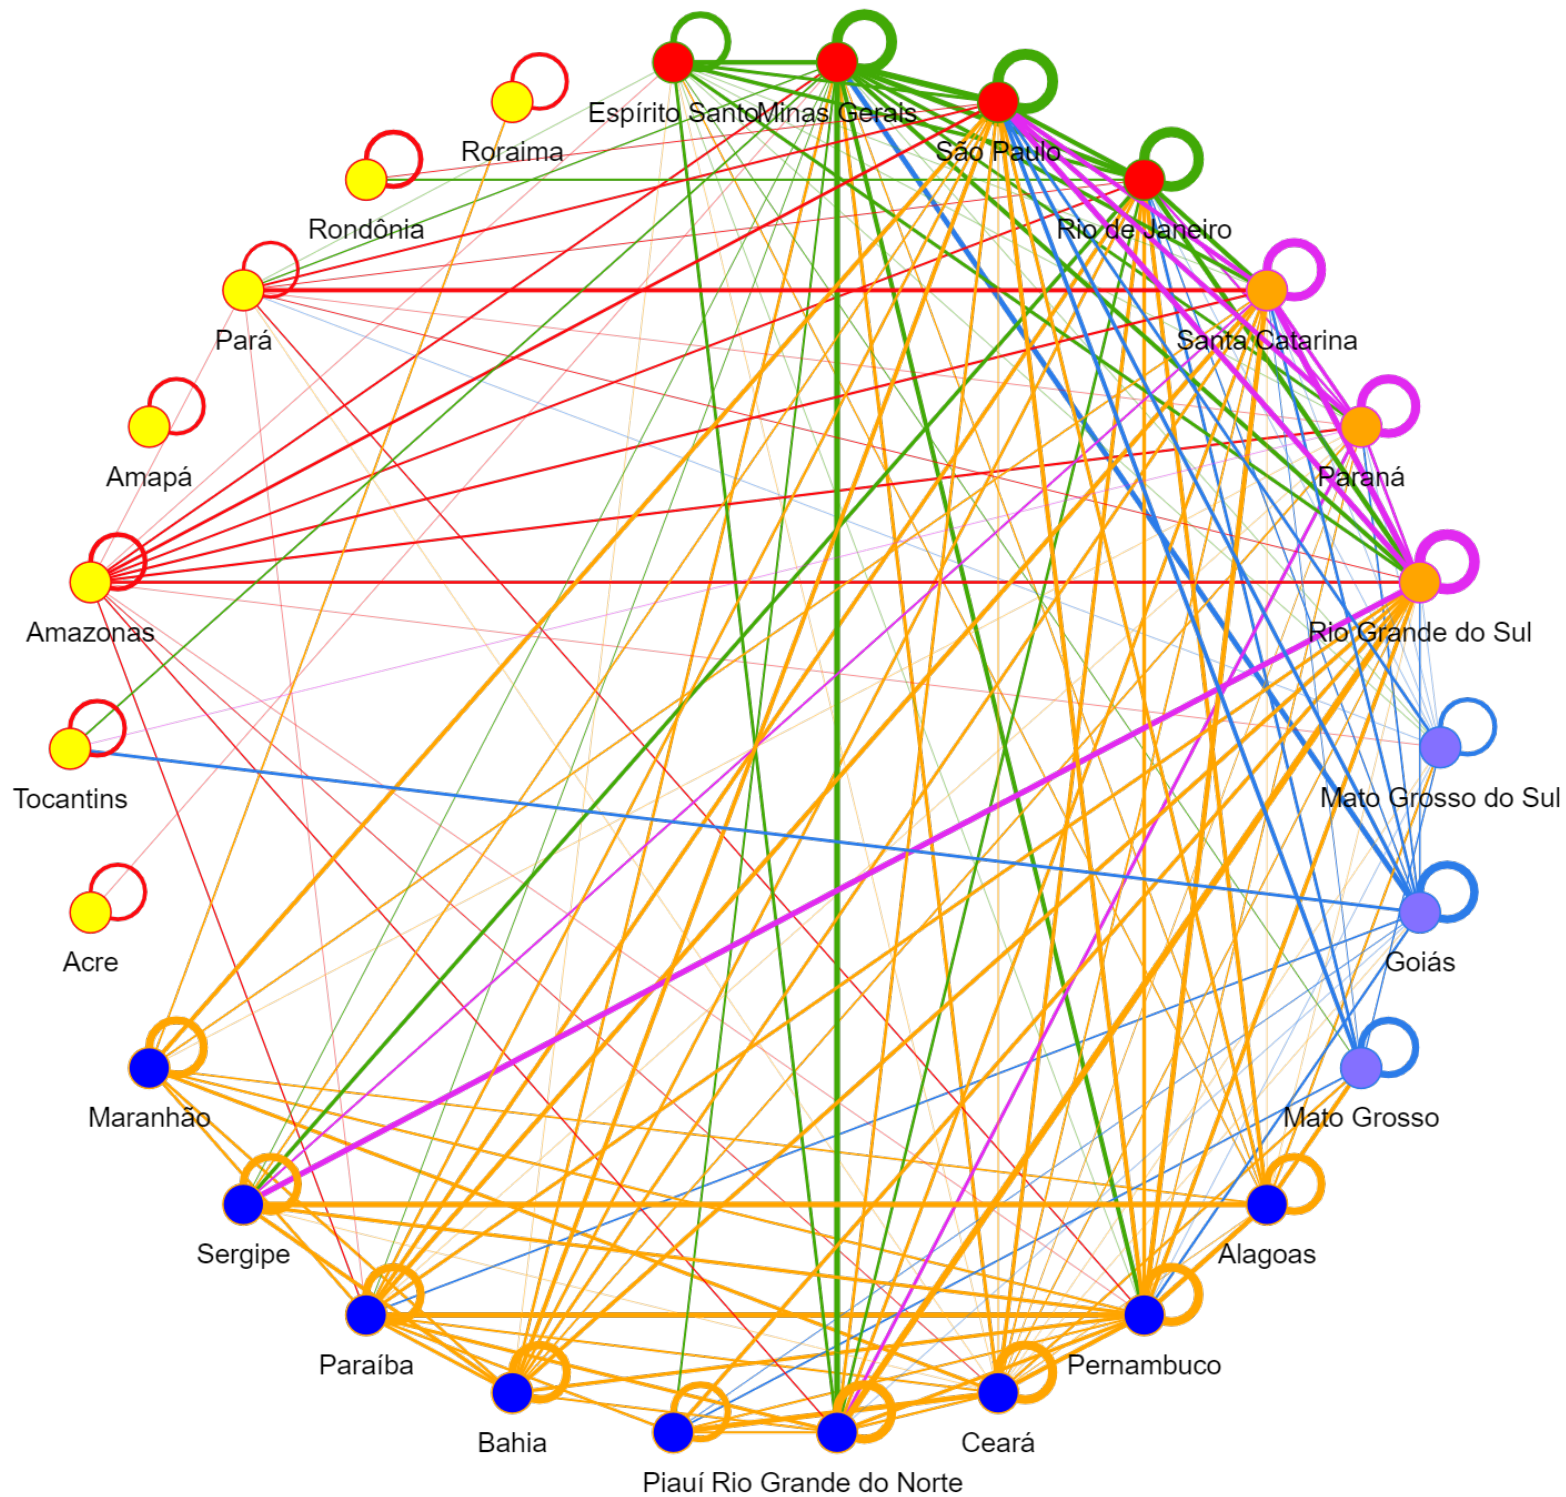 Espírito Santo
Minas Gerais
Roraima
São Paulo
Rondônia
Rio de Janeiro
Pará
Santa Catarina
Amapá
Paraná
Amazonas
Rio Grande do Sul
Tocantins
Mato Grosso do Sul
Acre
Goiás
Maranhão
Mato Grosso
Sergipe
Alagoas
Paraíba
Pernambuco
Bahia
Ceará
Piauí
Rio Grande do Norte